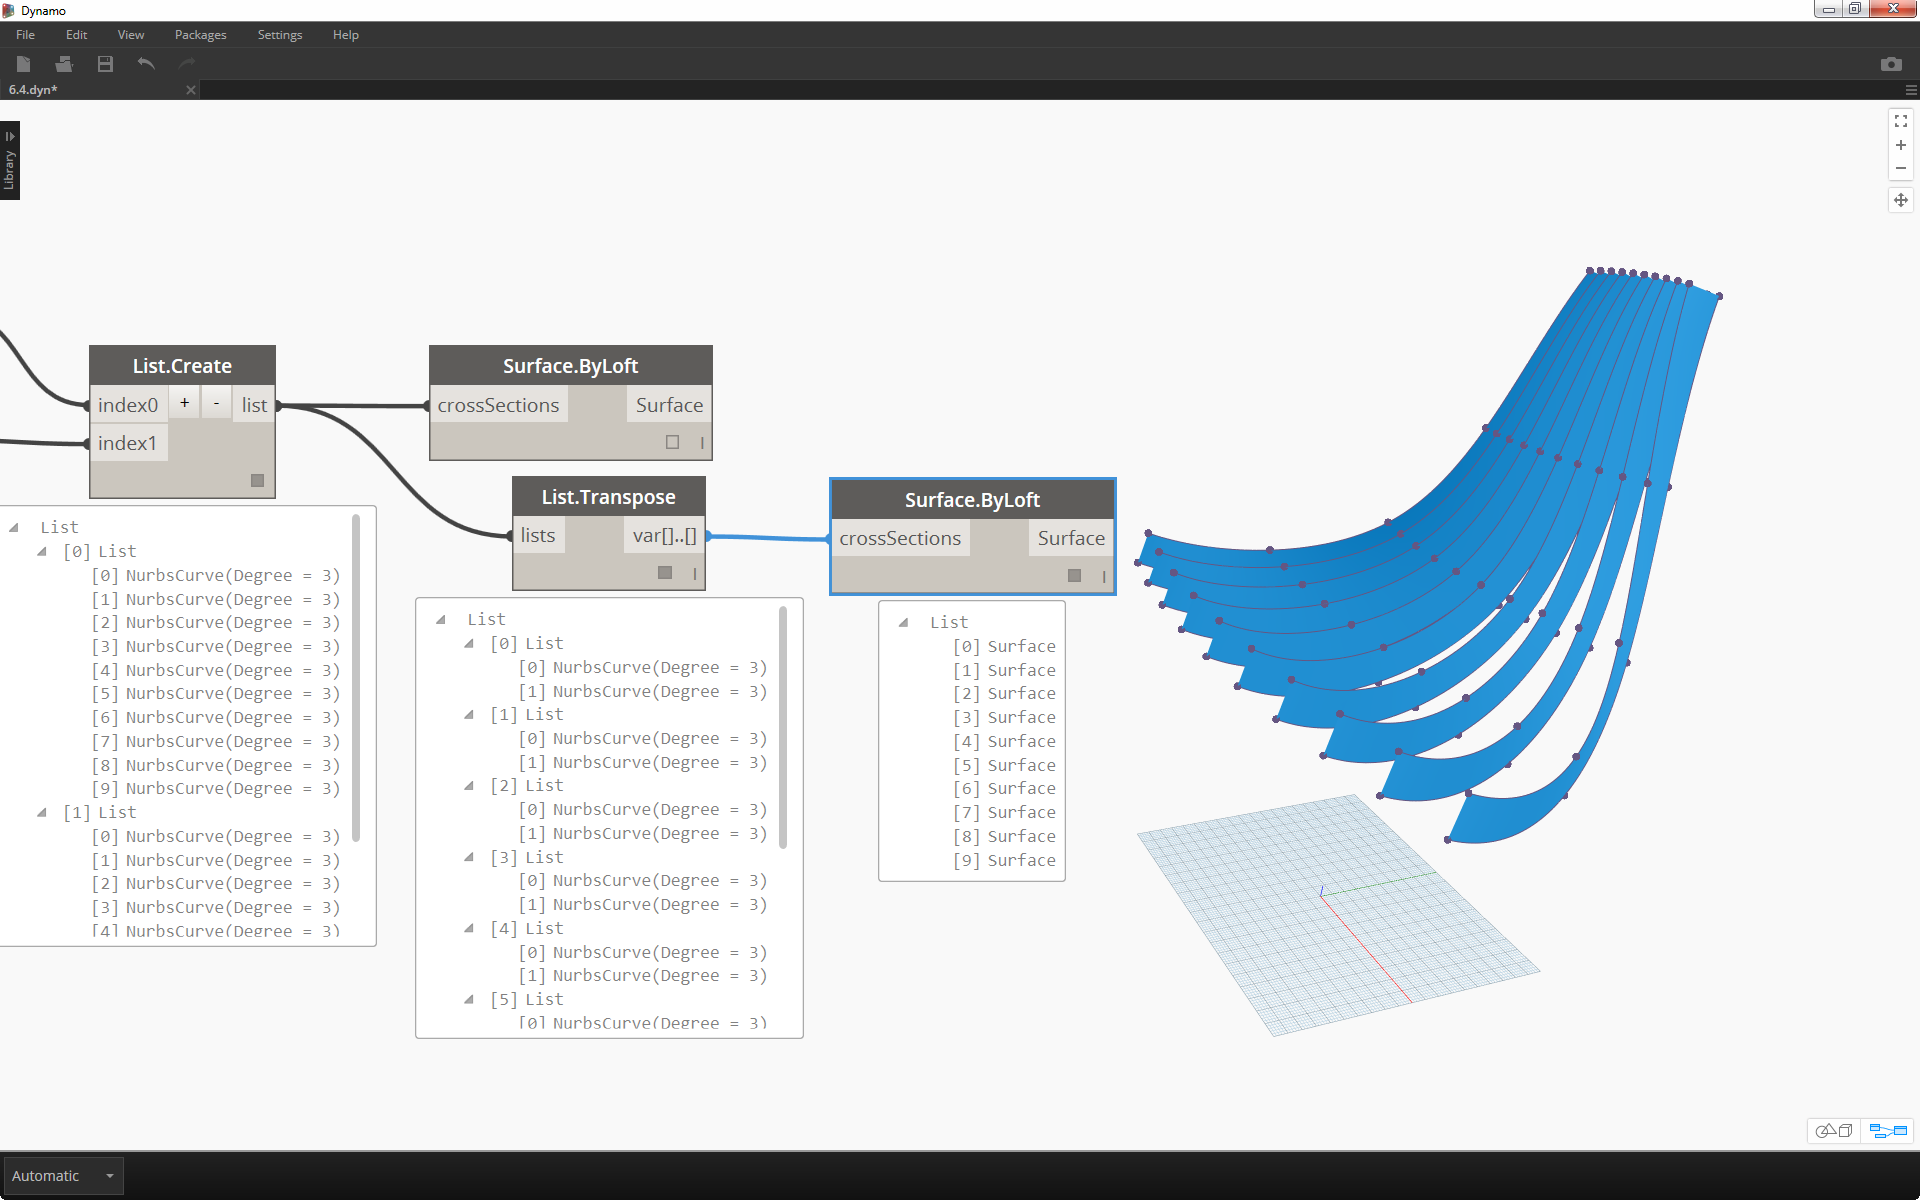 Dynamo
File Edit View Packages Settings Help
6.4.dyn*
Library
List.Create
index0 + - list
index1
Surface.ByLoft
crossSections Surface
List.Transpose
lists var[]..[]
Surface.ByLoft
crossSections Surface
List
[0] List
[0] NurbsCurve(Degree = 3)
[1] NurbsCurve(Degree = 3)
[2] NurbsCurve(Degree = 3)
[3] NurbsCurve(Degree = 3)
[4] NurbsCurve(Degree = 3)
[5] NurbsCurve(Degree = 3)
[6] NurbsCurve(Degree = 3)
[7] NurbsCurve(Degree = 3)
[8] NurbsCurve(Degree = 3)
[9] NurbsCurve(Degree = 3)
[1] List
[0] NurbsCurve(Degree = 3)
[1] NurbsCurve(Degree = 3)
[2] NurbsCurve(Degree = 3)
[3] NurbsCurve(Degree = 3)
[4] NurbsCurve(Degree = 3)
List
[0] List
[0] NurbsCurve(Degree = 3)
[1] NurbsCurve(Degree = 3)
[1] List
[0] NurbsCurve(Degree = 3)
[1] NurbsCurve(Degree = 3)
[2] List
[0] NurbsCurve(Degree = 3)
[1] NurbsCurve(Degree = 3)
[3] List
[0] NurbsCurve(Degree = 3)
[1] NurbsCurve(Degree = 3)
[4] List
[0] NurbsCurve(Degree = 3)
[1] NurbsCurve(Degree = 3)
[5] List
[0] NurbsCurve(Degree = 3)
List
[0] Surface
[1] Surface
[2] Surface
[3] Surface
[4] Surface
[5] Surface
[6] Surface
[7] Surface
[8] Surface
[9] Surface
Automatic